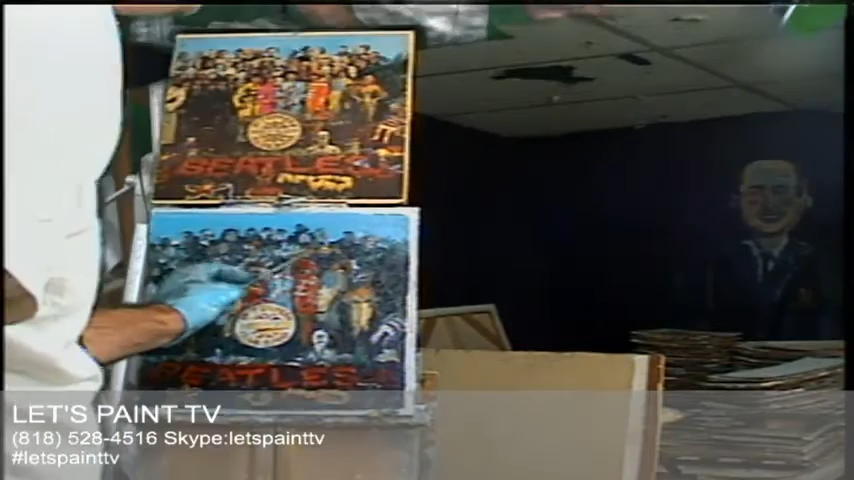 BEATLES
BEATLES
LET'S PAINT TV
(818) 528-4516 Skype:letspainttv
#letspainttv